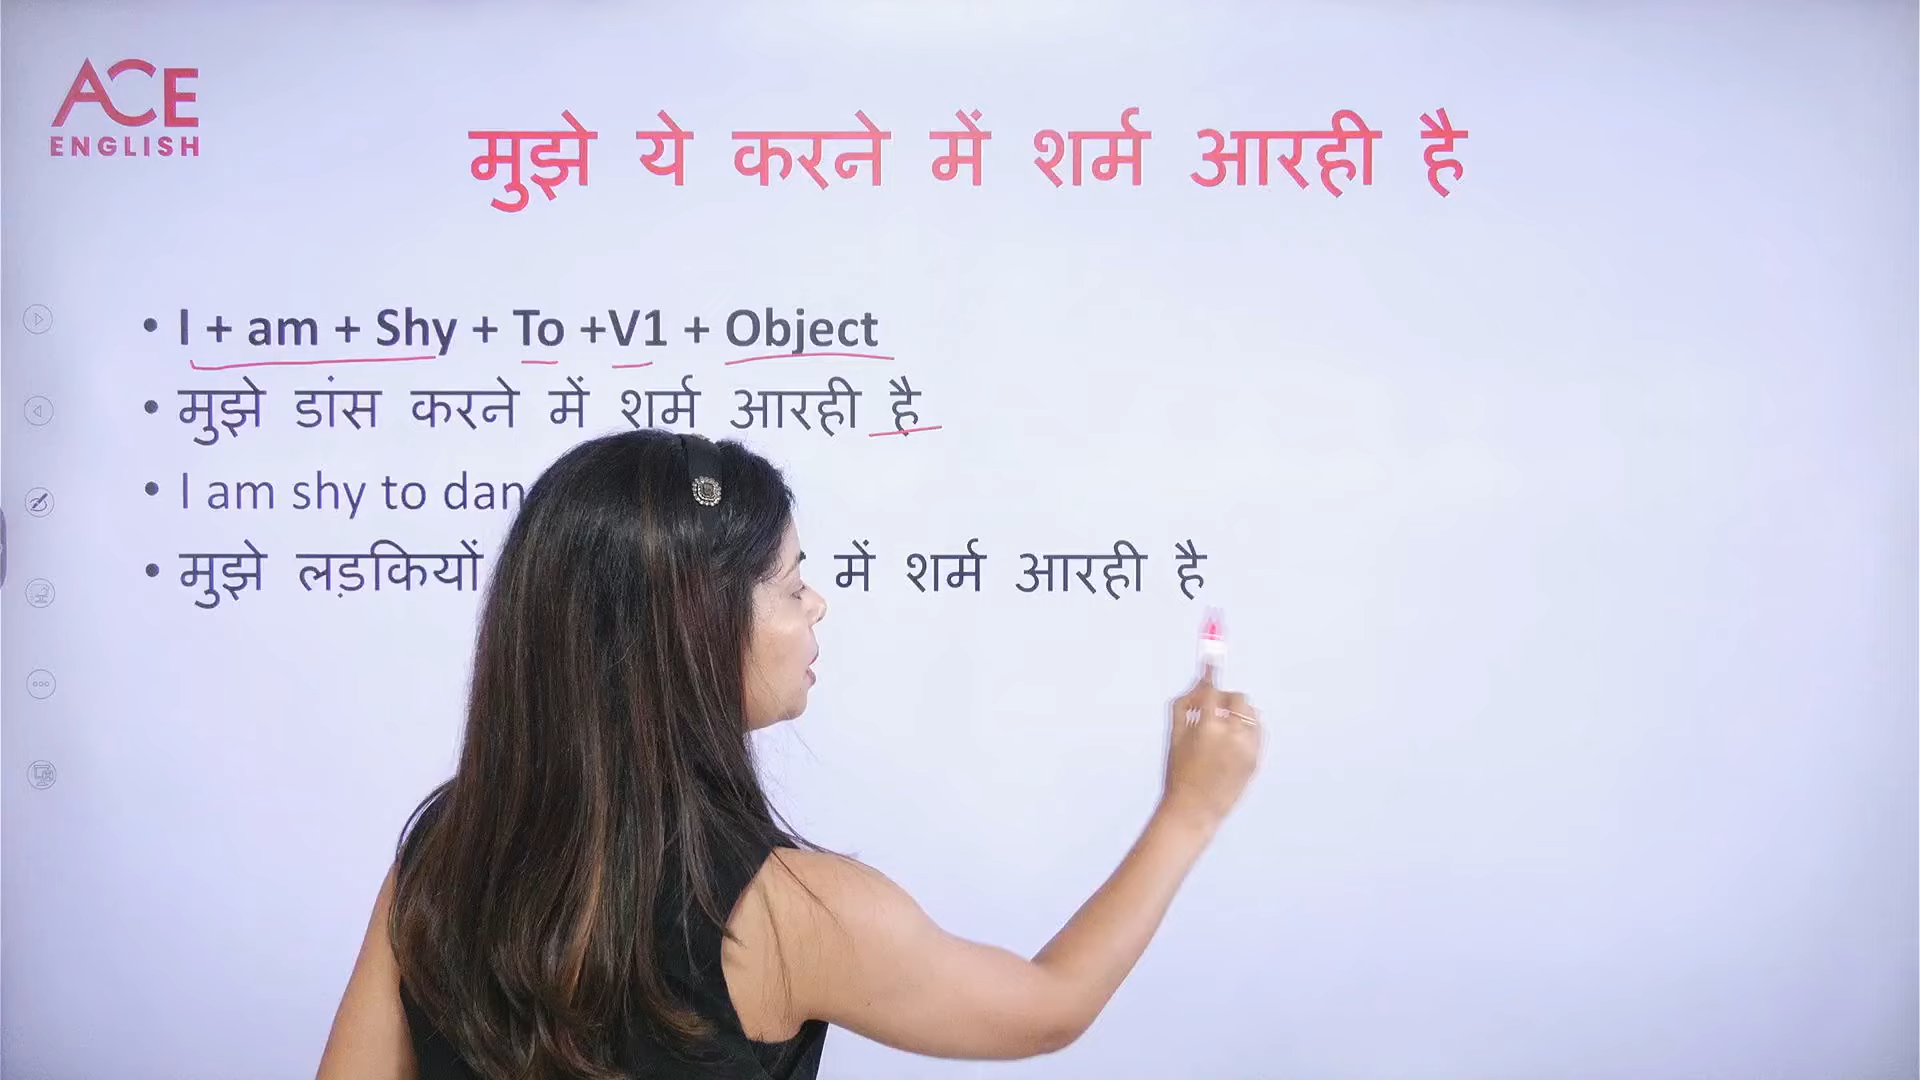 ACE
ENGLISH
मुझे ये करने में शर्म आरही है
• I + am + Shy + To +V1 + Object
• मुझे डांस करने में शर्म आरही है
• I am shy to
• मुझे लड़कियों में शर्म आरही है